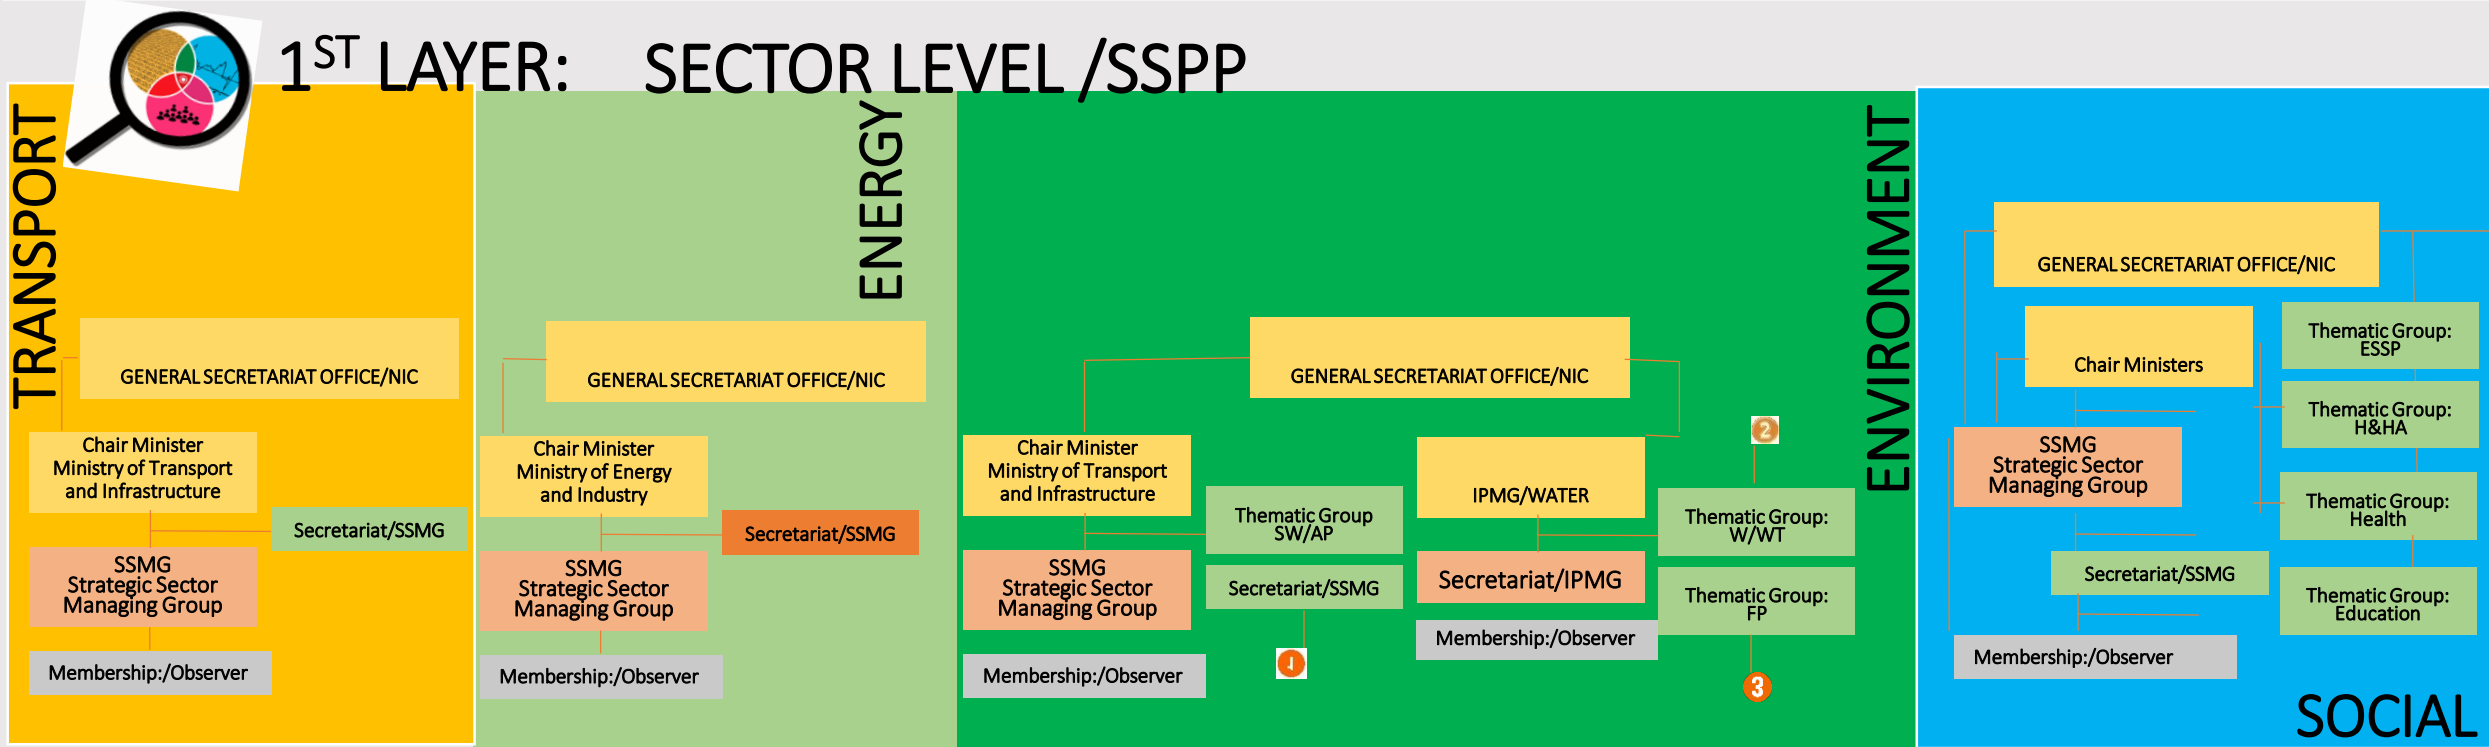 1ST LAYER: SECTOR LEVEL /SSPP
TRANSPORT
GENERAL SECRETARIAT OFFICE/NIC
Chair Minister
Ministry of Transport
and Infrastructure
Secretariat/SSMG
SSMG
Strategic Sector
Managing Group
Membership:/Observer
ENERGY
GENERAL SECRETARIAT OFFICE/NIC
Chair Minister
Ministry of Energy
and Industry
Secretariat/SSMG
SSMG
Strategic Sector
Managing Group
Membership:/Observer
ENVIRONMENT
GENERAL SECRETARIAT OFFICE/NIC
Chair Minister
Ministry of Transport
and Infrastructure
Thematic Group
SW/AP
SSMG
Strategic Sector
Managing Group
Secretariat/SSMG
Membership:/Observer
1
IPMG/WATER
2
Thematic Group:
W/WT
Secretariat/IPMG
Thematic Group:
FP
Membership:/Observer
3
SOCIAL
GENERAL SECRETARIAT OFFICE/NIC
Chair Ministers
Thematic Group:
ESSP
Thematic Group:
H&HA
SSMG
Strategic Sector
Managing Group
Thematic Group:
Health
Secretariat/SSMG
Thematic Group:
Education
Membership:/Observer